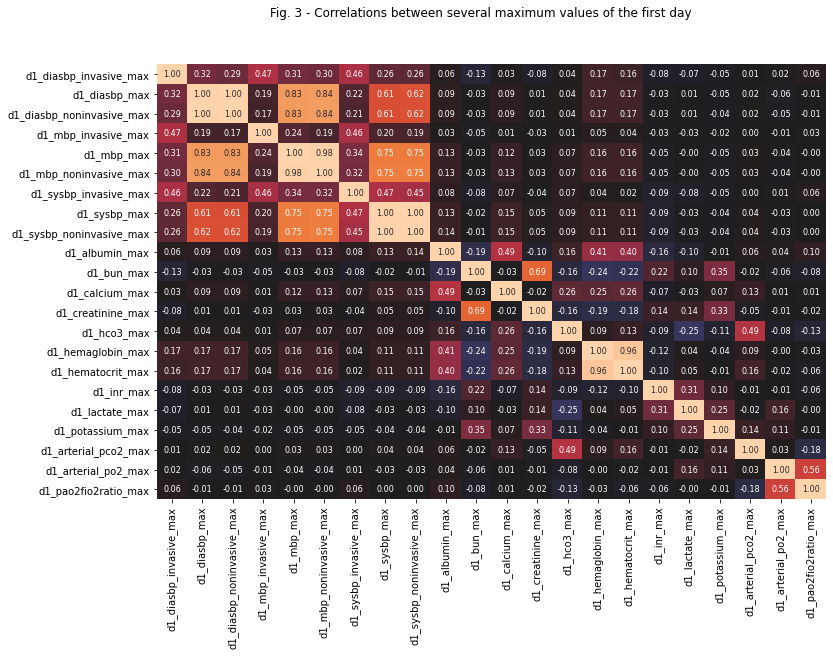 Fig. 3 - Correlations between several maximum values of the first day
d1_diasbp_invasive_max 1.00 0.32 0.29 0.47 0.31 0.30 0.46 0.26 0.26 0.06 -0.13 0.03 -0.08 0.04 0.17 0.16 -0.08 -0.07 -0.05 0.01 0.02 0.06
d1_diasbp_max 0.32 1.00 1.00 0.19 0.83 0.84 0.22 0.61 0.62 0.09 -0.03 0.09 0.01 0.04 0.17 0.17 -0.03 0.01 -0.05 0.02 -0.06 -0.01
d1_diasbp_noninvasive_max 0.29 1.00 1.00 0.17 0.83 0.84 0.21 0.61 0.62 0.09 -0.03 0.09 0.01 0.04 0.17 0.17 -0.03 0.01 -0.04 0.02 -0.05 -0.01
d1_mbp_invasive_max 0.47 0.19 0.17 1.00 0.24 0.19 0.46 0.20 0.19 0.03 -0.05 0.01 -0.03 0.01 0.05 0.04 -0.03 -0.03 -0.02 0.00 -0.01 0.03
d1_mbp_max 0.31 0.83 0.83 0.24 1.00 0.98 0.34 0.75 0.75 0.13 -0.03 0.12 0.03 0.07 0.16 0.16 -0.05 -0.00 -0.05 0.03 -0.04 -0.00
d1_mbp_noninvasive_max 0.30 0.84 0.84 0.19 0.98 1.00 0.32 0.75 0.75 0.13 -0.03 0.13 0.03 0.07 0.16 0.16 -0.05 -0.00 -0.05 0.03 -0.04 0.00
d1_sysbp_invasive_max 0.46 0.22 0.21 0.46 0.34 0.32 1.00 0.47 0.45 0.08 -0.08 0.07 -0.04 0.07 0.04 0.02 -0.09 -0.08 -0.05 0.00 0.01 0.06
d1_sysbp_max 0.26 0.61 0.61 0.20 0.75 0.75 0.47 1.00 1.00 0.13 -0.02 0.15 0.05 0.09 0.11 0.11 -0.09 -0.03 -0.04 0.04 -0.03 0.00
d1_sysbp_noninvasive_max 0.26 0.62 0.62 0.19 0.75 0.75 0.45 1.00 1.00 0.14 -0.01 0.15 0.05 0.09 0.11 0.11 -0.09 -0.03 -0.04 0.04 -0.03 0.00
d1_albumin_max 0.06 0.09 0.09 0.03 0.13 0.13 0.08 0.13 0.14 1.00 -0.19 0.49 -0.10 0.16 0.41 0.40 -0.16 -0.10 -0.01 0.06 0.04 0.10
d1_bun_max -0.13 -0.03 -0.03 -0.05 -0.03 -0.03 -0.08 -0.02 -0.01 -0.19 1.00 -0.03 0.69 -0.16 -0.24 -0.22 0.22 0.10 0.35 -0.02 -0.06 -0.08
d1_calcium_max 0.03 0.09 0.09 0.01 0.12 0.13 0.07 0.15 0.15 0.49 -0.03 1.00 -0.02 0.26 0.25 0.26 -0.07 -0.03 0.07 0.13 0.01 0.01
d1_creatinine_max -0.08 0.01 0.01 -0.03 0.03 0.03 -0.04 0.05 0.05 -0.10 0.69 -0.02 1.00 -0.16 -0.19 -0.18 0.14 0.14 0.33 -0.05 -0.01 -0.02
d1_hco3_max 0.04 0.04 0.04 0.01 0.07 0.07 0.07 0.09 0.09 0.16 -0.16 0.26 -0.16 1.00 0.09 0.13 -0.09 -0.25 -0.11 0.49 -0.08 -0.13
d1_hemaglobin_max 0.17 0.17 0.17 0.05 0.16 0.16 0.04 0.11 0.11 0.41 -0.24 0.25 -0.19 0.09 1.00 0.96 -0.12 0.04 -0.04 0.09 -0.00 -0.03
d1_hematocrit_max 0.16 0.17 0.17 0.04 0.16 0.16 0.02 0.11 0.11 0.40 -0.22 0.26 -0.18 0.13 0.96 1.00 -0.10 0.05 -0.01 0.16 -0.02 -0.06
d1_inr_max -0.08 -0.03 -0.03 -0.03 -0.05 -0.05 -0.09 -0.09 -0.09 -0.16 0.22 -0.07 0.14 -0.09 -0.12 -0.10 1.00 0.31 0.10 -0.01 -0.01 -0.06
d1_lactate_max -0.07 0.01 0.01 -0.03 -0.00 -0.00 -0.08 -0.03 -0.03 -0.10 0.10 -0.03 0.14 -0.25 0.04 0.05 0.31 1.00 0.25 -0.02 0.16 -0.00
d1_potassium_max -0.05 -0.05 -0.04 -0.02 -0.05 -0.05 -0.05 -0.04 -0.04 -0.01 0.35 0.07 0.33 -0.11 -0.04 -0.01 0.10 0.25 1.00 0.14 0.11 -0.01
d1_arterial_pco2_max 0.01 0.02 0.02 0.00 0.03 0.03 0.00 0.04 0.04 0.06 -0.02 0.13 -0.05 0.49 0.09 0.16 -0.01 -0.02 0.14 1.00 0.03 -0.18
d1_arterial_po2_max 0.02 -0.06 -0.05 -0.01 -0.04 -0.04 0.01 -0.03 -0.03 0.04 -0.06 0.01 -0.01 -0.08 -0.00 -0.02 -0.01 0.16 0.11 0.03 1.00 0.56
d1_pao2fio2ratio_max 0.06 -0.01 -0.01 0.03 -0.00 -0.00 0.06 0.00 0.00 0.10 -0.08 0.01 -0.02 -0.13 -0.03 -0.06 -0.06 -0.00 -0.01 -0.18 0.56 1.00
d1_diasbp_invasive_max
d1_diasbp_max
d1_diasbp_noninvasive_max
d1_mbp_invasive_max
d1_mbp_max
d1_mbp_noninvasive_max
d1_sysbp_invasive_max
d1_sysbp_max
d1_sysbp_noninvasive_max
d1_albumin_max
d1_bun_max
d1_calcium_max
d1_creatinine_max
d1_hco3_max
d1_hemaglobin_max
d1_hematocrit_max
d1_inr_max
d1_lactate_max
d1_potassium_max
d1_arterial_pco2_max
d1_arterial_po2_max
d1_pao2fio2ratio_max